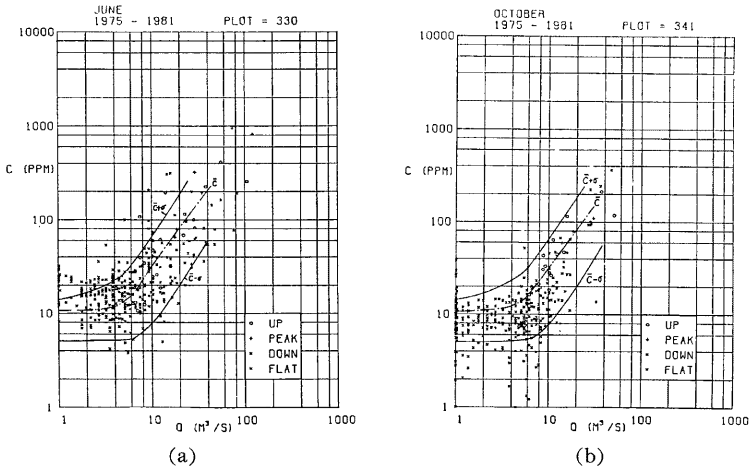 JUNE
1975 - 1981 PLOT = 330
10000
1000
C (PPM)
100
10
1
C̄+σ
C̄
C̄-σ
o UP
+ PEAK
× DOWN
× FLAT
1 10 100 1000
Q (M³/S)
(a)
OCTOBER
1975 - 1981 PLOT = 341
10000
1000
C (PPM)
100
10
1
C̄+σ
C̄
C̄-σ
o UP
+ PEAK
× DOWN
× FLAT
1 10 100 1000
Q (M³/S)
(b)